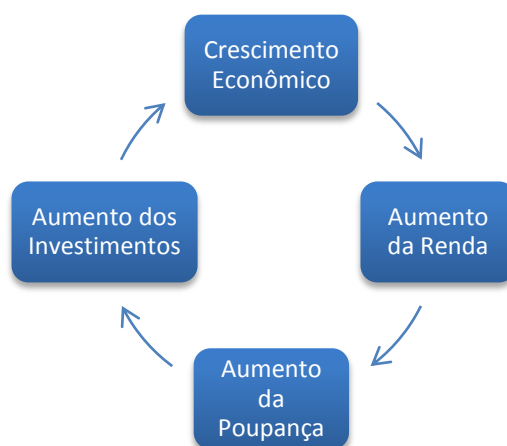 Crescimento
Econômico
Aumento
da Renda
Aumento
da
Poupança
Aumento dos
Investimentos